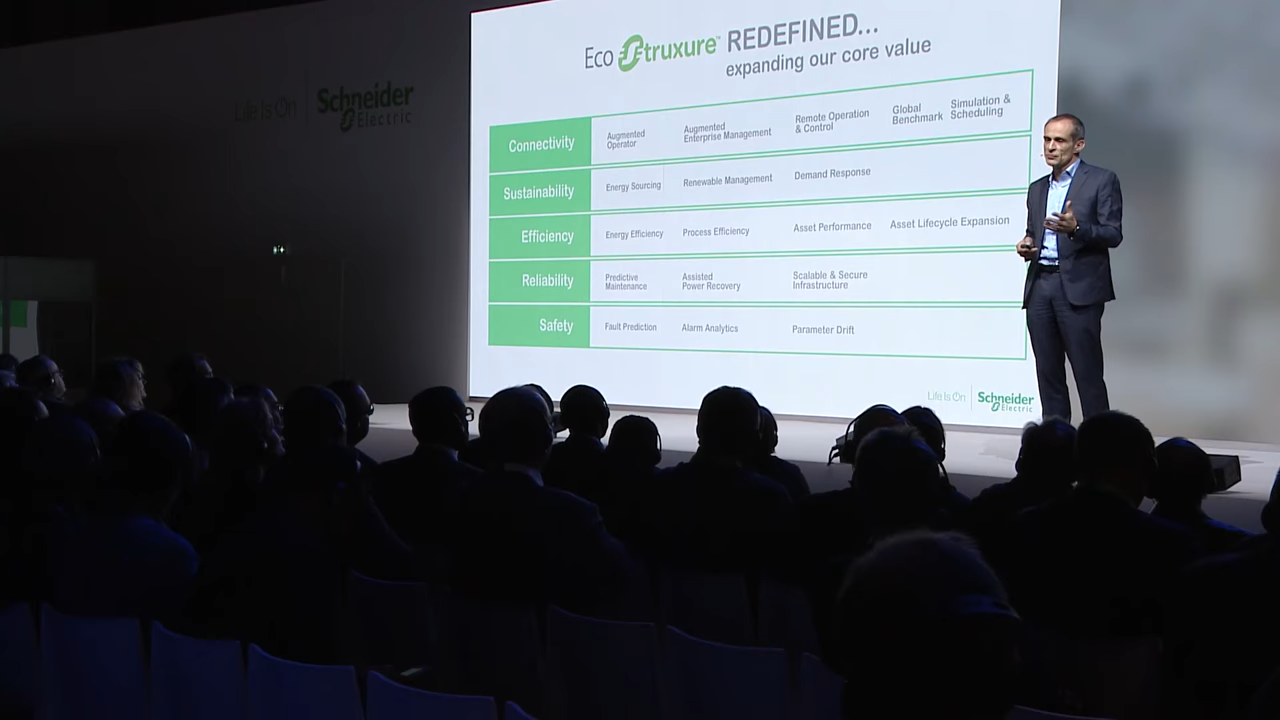 EcoStruxure™ REDEFINED...
expanding our core value
Life Is On
Schneider
Electric
Connectivity
Augmented
Operator
Augmented
Enterprise Management
Remote Operation
& Control
Global
Benchmark
Simulation &
Scheduling
Sustainability
Energy Sourcing
Renewable Management
Demand Response
Efficiency
Energy Efficiency
Process Efficiency
Asset Performance
Asset Lifecycle Expansion
Reliability
Predictive
Maintenance
Assisted
Power Recovery
Scalable & Secure
Infrastructure
Safety
Fault Prediction
Alarm Analytics
Parameter Drift
Life Is On
Schneider
Electric